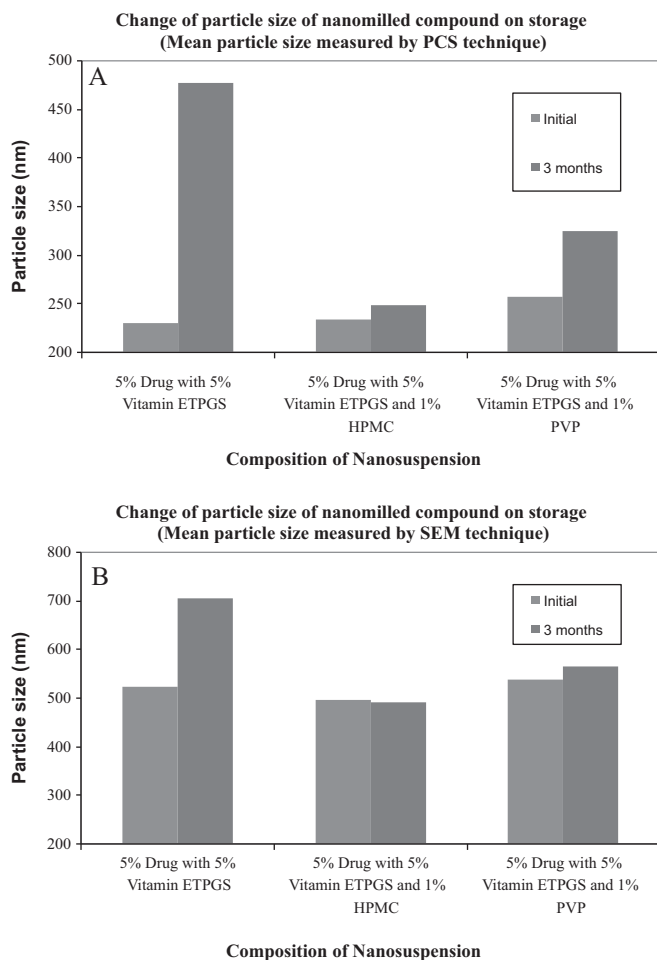 Change of particle size of nanomilled compound on storage
(Mean particle size measured by PCS technique)
A
500
450
400
350
300
250
200
Particle size (nm)
Initial
3 months
5% Drug with 5%
Vitamin ETPGS
5% Drug with 5%
Vitamin ETPGS and 1%
HPMC
5% Drug with 5%
Vitamin ETPGS and 1%
PVP
Composition of Nanosuspension
Change of particle size of nanomilled compound on storage
(Mean particle size measured by SEM technique)
B
800
700
600
500
400
300
200
Particle size (nm)
Initial
3 months
5% Drug with 5%
Vitamin ETPGS
5% Drug with 5%
Vitamin ETPGS and 1%
HPMC
5% Drug with 5%
Vitamin ETPGS and 1%
PVP
Composition of Nanosuspension